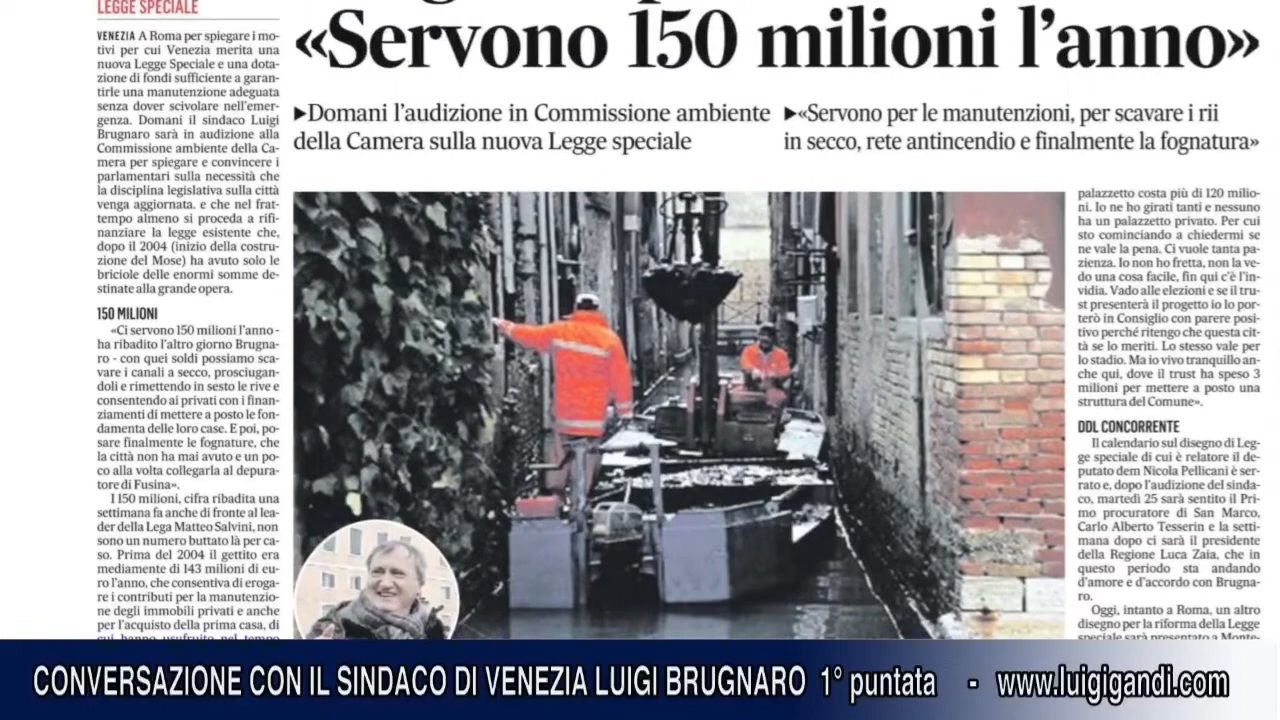 LEGGE SPECIALE
«Servono 150 milioni l'anno»
▶Domani l'audizione in Commissione ambiente
della Camera sulla nuova Legge speciale
▶«Servono per le manutenzioni, per scavare i rii
in secco, rete antincendio e finalmente la fognatura»
VENEZIA A Roma per spiegare i mo-
tivi per cui Venezia merita una
nuova Legge Speciale e una dota-
zione di fondi sufficiente a garan-
tirle una manutenzione adeguata
senza dover scivolare nell'emer-
genza. Domani il sindaco Luigi
Brugnaro sarà in audizione alla
Commissione ambiente della Ca-
mera per spiegare e convincere i
parlamentari sulla necessità che
la disciplina legislativa sulla città
venga aggiornata. e che nel frat-
tempo almeno si proceda a rifi-
nanziare la legge esistente che,
dopo il 2004 (inizio della costru-
zione del Mose) ha avuto solo le
briciole delle enormi somme de-
stinate alla grande opera.
150 MILIONI
«Ci servono 150 milioni l'anno -
ha ribadito l'altro giorno Brugna-
ro - con quei soldi possiamo sca-
vare i canali a secco, prosciugan-
doli e rimettendo in sesto le rive e
consentendo ai privati con i finan-
ziamenti di mettere a posto le fon-
damenta delle loro case. E poi, po-
sare finalmente le fognature, che
la città non ha mai avuto e un po-
co alla volta collegarla al depura-
tore di Fusina».
I 150 milioni, cifra ribadita una
settimana fa anche di fronte al lea-
der della Lega Matteo Salvini, non
sono un numero buttato là per ca-
so. Prima del 2004 il gettito era
mediamente di 143 milioni di eu-
ro l'anno, che consentiva di eroga-
re i contributi per la manutenzio-
ne degli immobili privati e anche
per l'acquisto della prima casa, di
cui hanno usufruito nel tempo
palazzetto costa più di 120 milio-
ni. Io ne ho girati tanti e nessuno
ha un palazzetto privato. Per cui
sto cominciando a chiedermi se
ne vale la pena. Ci vuole tanta pa-
zienza. Io non ho fretta, non la ve-
do una cosa facile, fin qui c'è l'in-
vidia. Vado alle elezioni e se il tru-
st presenterà il progetto io lo por-
terò in Consiglio con parere posi-
tivo perché ritengo che questa cit-
tà se lo meriti. Lo stesso vale per
lo stadio. Ma io vivo tranquillo an-
che qui, dove il trust ha speso 3
milioni per mettere a posto una
struttura del Comune».
DDL CONCORRENTE
Il calendario sul disegno di Leg-
ge speciale di cui è relatore il de-
putato dem Nicola Pellicani è ser-
rato e, dopo l'audizione del sinda-
co, martedì 25 sarà sentito il Pri-
mo procuratore di San Marco,
Carlo Alberto Tesserin e la setti-
mana dopo ci sarà il presidente
della Regione Luca Zaia, che in
questo periodo sta andando
d'amore e d'accordo con Brugna-
ro.
Oggi, intanto a Roma, un altro
disegno per la riforma della Legge
speciale sarà presentato a Monte-
CONVERSAZIONE CON IL SINDACO DI VENEZIA LUIGI BRUGNARO 1° puntata - www.luigigandi.com